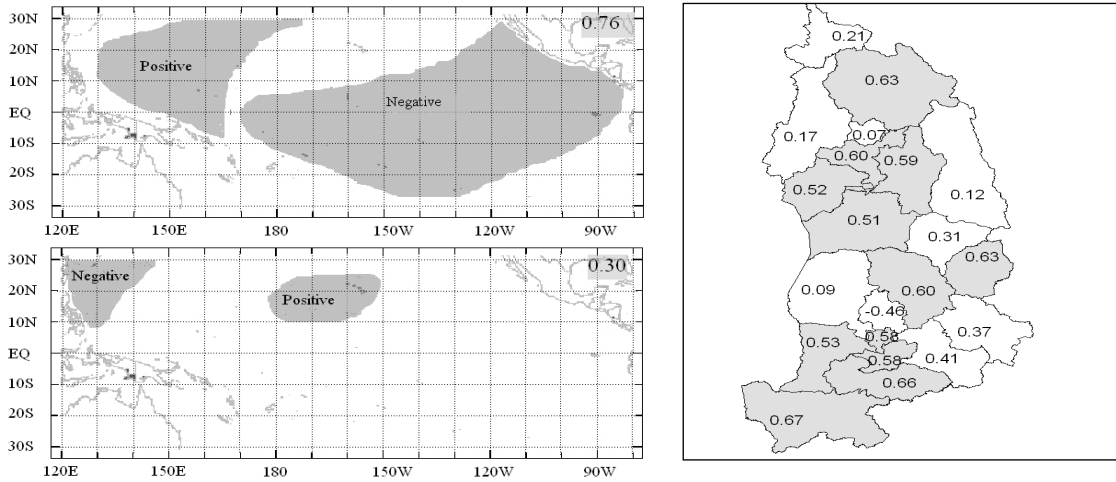 30N
0.76
20N
Positive
10N
Negative
EQ
10S
20S
30S
120E
150E
180
150W
120W
90W
30N
Negative
0.30
20N
Positive
10N
EQ
10S
20S
30S
120E
150E
180
150W
120W
90W
0.21
0.63
0.17
0.07
0.60
0.59
0.52
0.12
0.51
0.31
0.63
0.09
0.60
-0.46
0.37
0.53
0.58
0.41
0.58
0.66
0.67